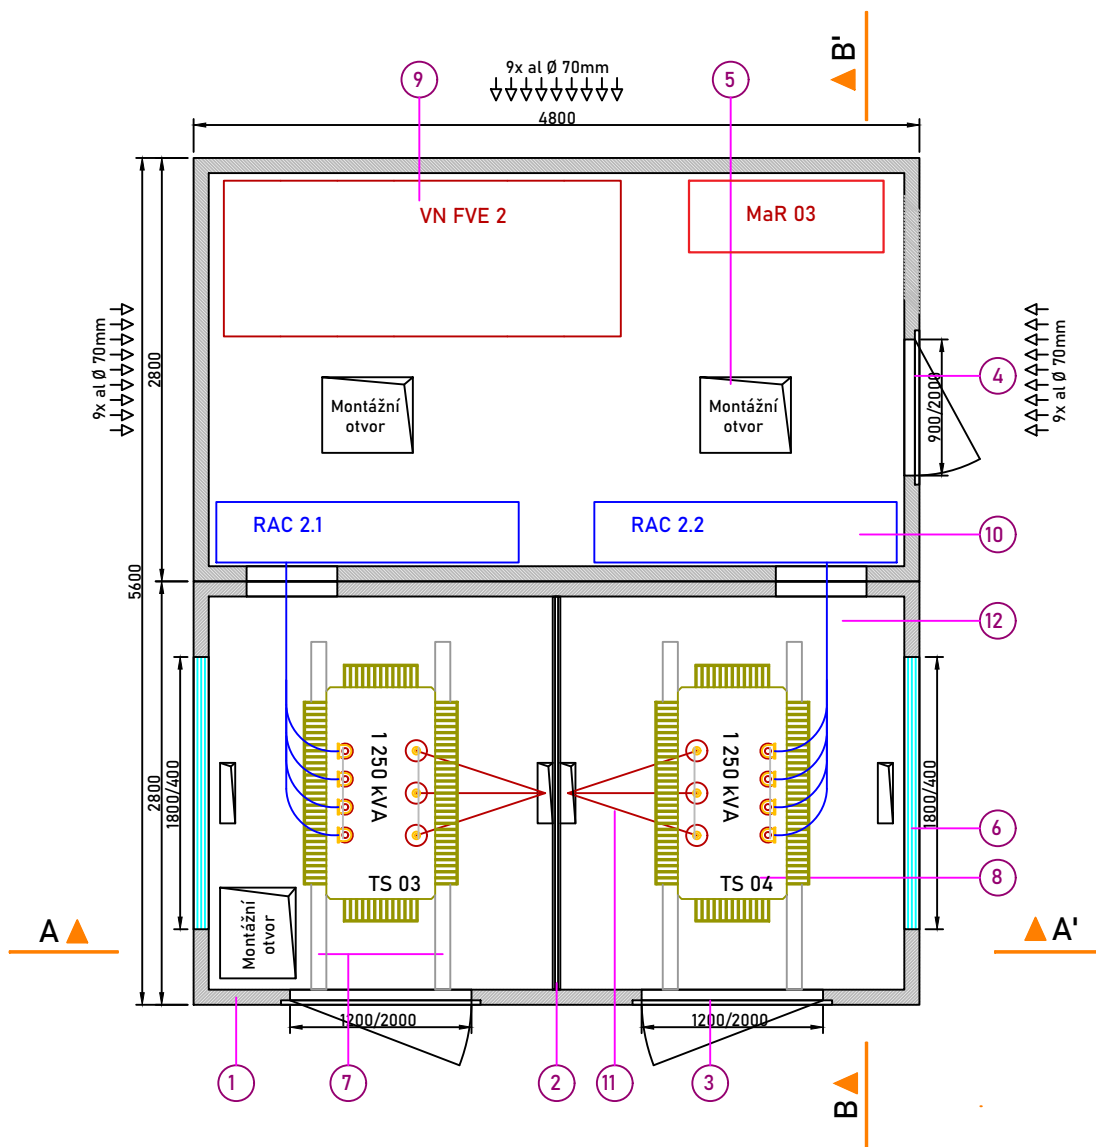 B'
9
9x al Ø 70mm
5
4800
VN FVE 2
MaR 03
9x al Ø 70mm
2800
4
900/2000
9x al Ø 70mm
Montážní
otvor
Montážní
otvor
RAC 2.1
RAC 2.2
10
5600
12
2800
1800/400
1 250 kVA
1 250 kVA
1800/400
6
TS 03
TS 04
8
Montážní
otvor
A
A'
1200/2000
1200/2000
1
7
2
11
3
B